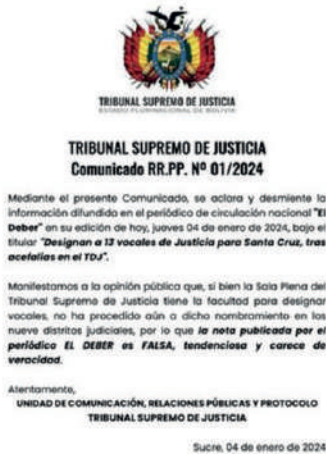 TRIBUNAL SUPREMO DE JUSTICIA
ESTADO PLURINACIONAL DE BOLIVIA
TRIBUNAL SUPREMO DE JUSTICIA
Comunicado RR.PP. Nº 01/2024
Mediante el presente Comunicado, se aclara y desmiente la
información difundida en el periódico de circulación nacional "El
Deber" en su edición de hoy, jueves 04 de enero de 2024, bajo el
titular "Designan a 13 vocales de Justicia para Santa Cruz, tras
acefalías en el TDJ".
Manifestamos a la opinión pública que, si bien la Sala Plena del
Tribunal Supremo de Justicia tiene la facultad para designar
vocales, no ha procedido aún a dicho nombramiento en los
nueve distritos judiciales, por lo que la nota publicada por el
periódico EL DEBER es FALSA, tendenciosa y carece de
veracidad.
Atentamente,
UNIDAD DE COMUNICACIÓN, RELACIONES PÚBLICAS Y PROTOCOLO
TRIBUNAL SUPREMO DE JUSTICIA
Sucre, 04 de enero de 2024